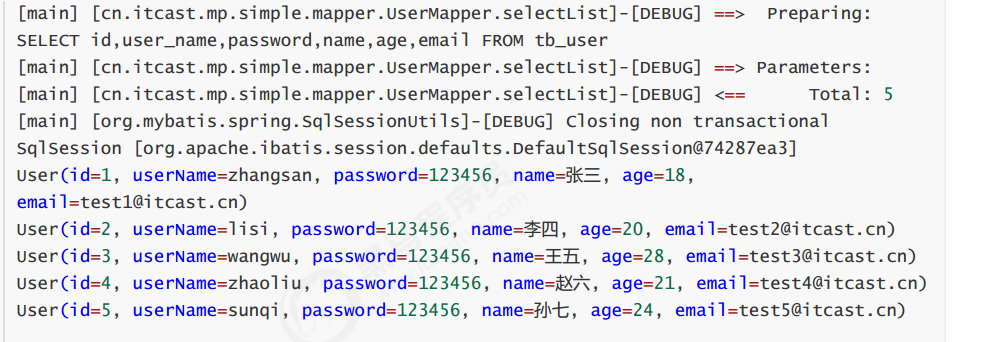 [main] [cn.itcast.mp.simple.mapper.UserMapper.selectList]-[DEBUG] ==>  Preparing:
SELECT id,user_name,password,name,age,email FROM tb_user
[main] [cn.itcast.mp.simple.mapper.UserMapper.selectList]-[DEBUG] ==> Parameters:
[main] [cn.itcast.mp.simple.mapper.UserMapper.selectList]-[DEBUG] <==      Total: 5
[main] [org.mybatis.spring.SqlSessionUtils]-[DEBUG] Closing non transactional
SqlSession [org.apache.ibatis.session.defaults.DefaultSqlSession@74287ea3]
User(id=1, userName=zhangsan, password=123456, name=张三, age=18,
email=test1@itcast.cn)
User(id=2, userName=lisi, password=123456, name=李四, age=20, email=test2@itcast.cn)
User(id=3, userName=wangwu, password=123456, name=王五, age=28, email=test3@itcast.cn)
User(id=4, userName=zhaoliu, password=123456, name=赵六, age=21, email=test4@itcast.cn)
User(id=5, userName=sunqi, password=123456, name=孙七, age=24, email=test5@itcast.cn)